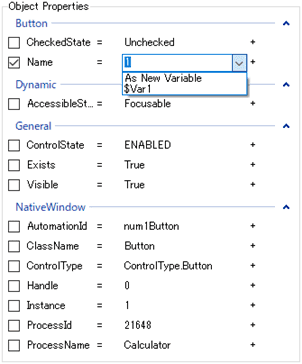 Object Properties
Button
CheckedState = Unchecked +
Name = 1 +
As New Variable
$Var1
Dynamic
AccessibleSt... = Focusable +
General
ControlState = ENABLED +
Exists = True +
Visible = True +
NativeWindow
AutomationId = num1Button +
ClassName = Button +
ControlType = ControlType.Button +
Handle = 0 +
Instance = 1 +
ProcessId = 21648 +
ProcessName = Calculator +